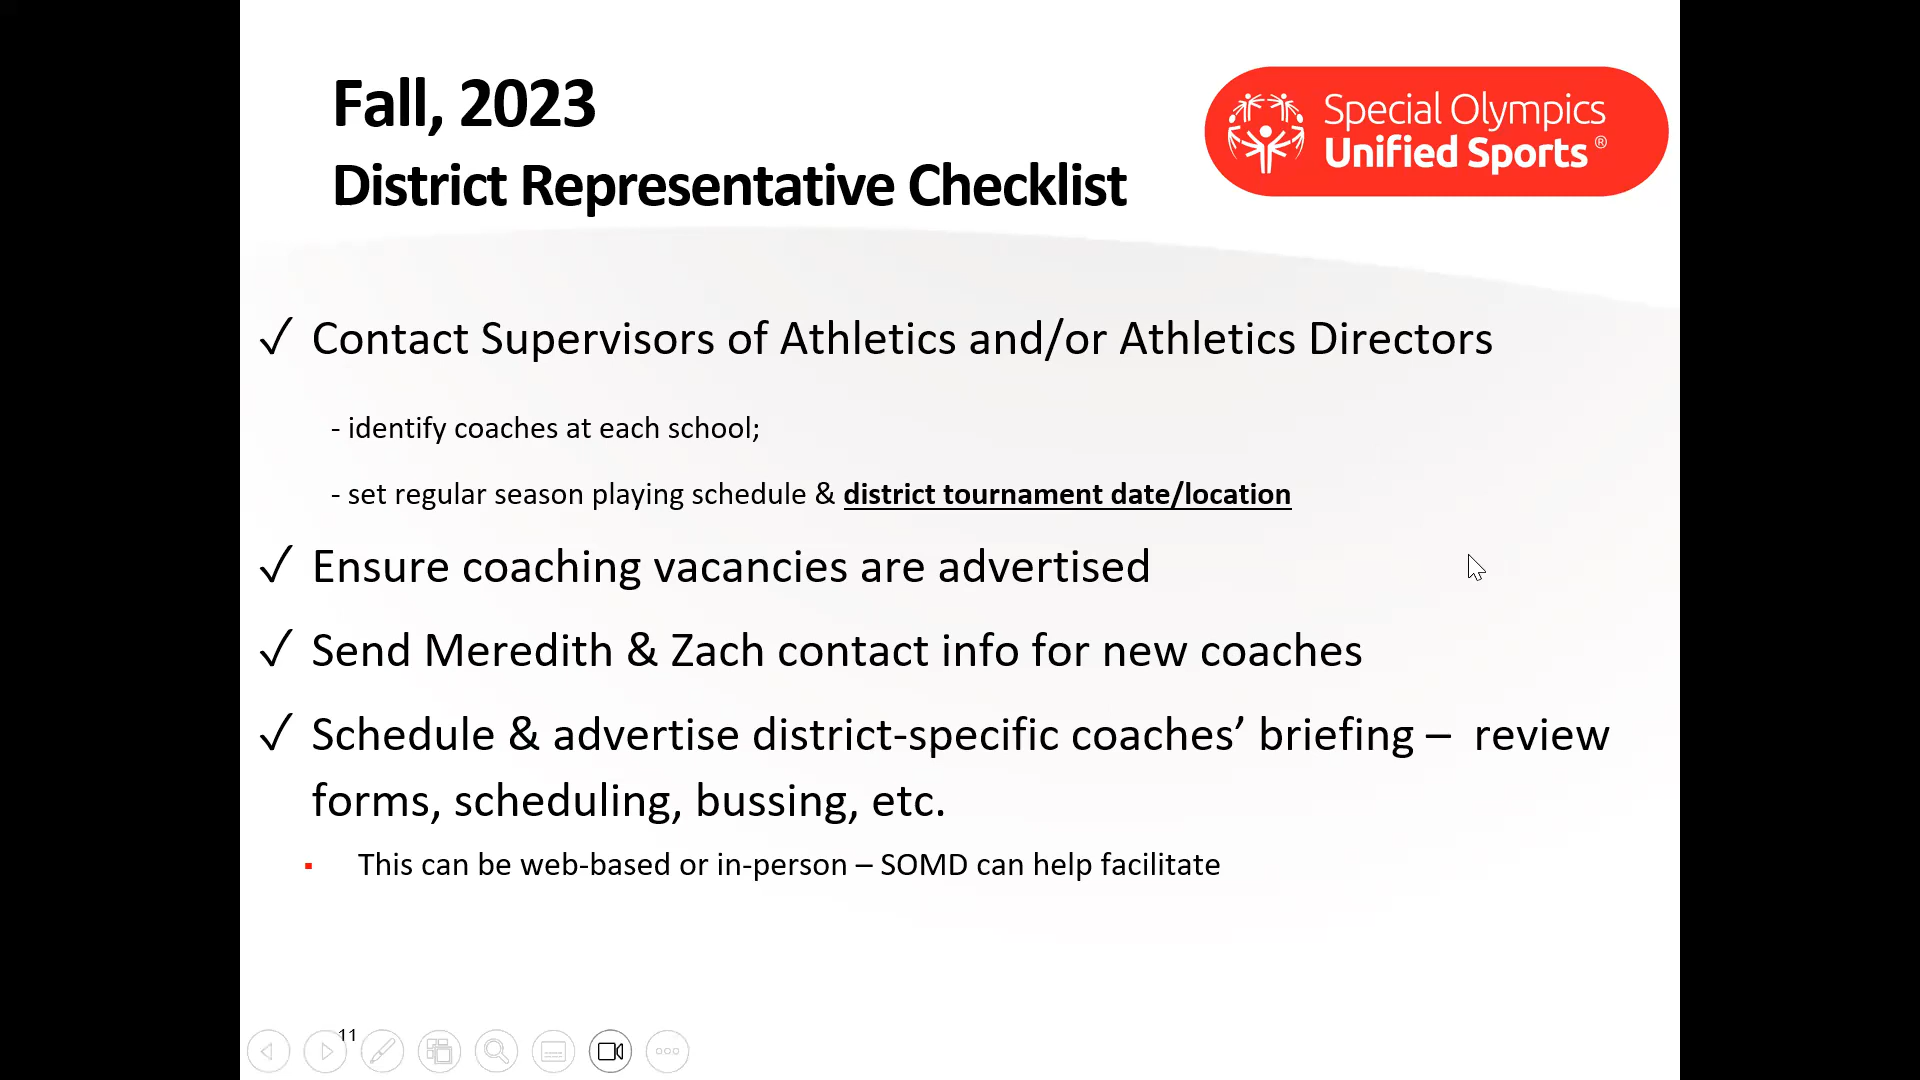 Fall, 2023
District Representative Checklist
Special Olympics
Unified Sports ®
✓ Contact Supervisors of Athletics and/or Athletics Directors
- identify coaches at each school;
- set regular season playing schedule & district tournament date/location
✓ Ensure coaching vacancies are advertised
✓ Send Meredith & Zach contact info for new coaches
✓ Schedule & advertise district-specific coaches’ briefing – review
forms, scheduling, bussing, etc.
▪ This can be web-based or in-person – SOMD can help facilitate
11